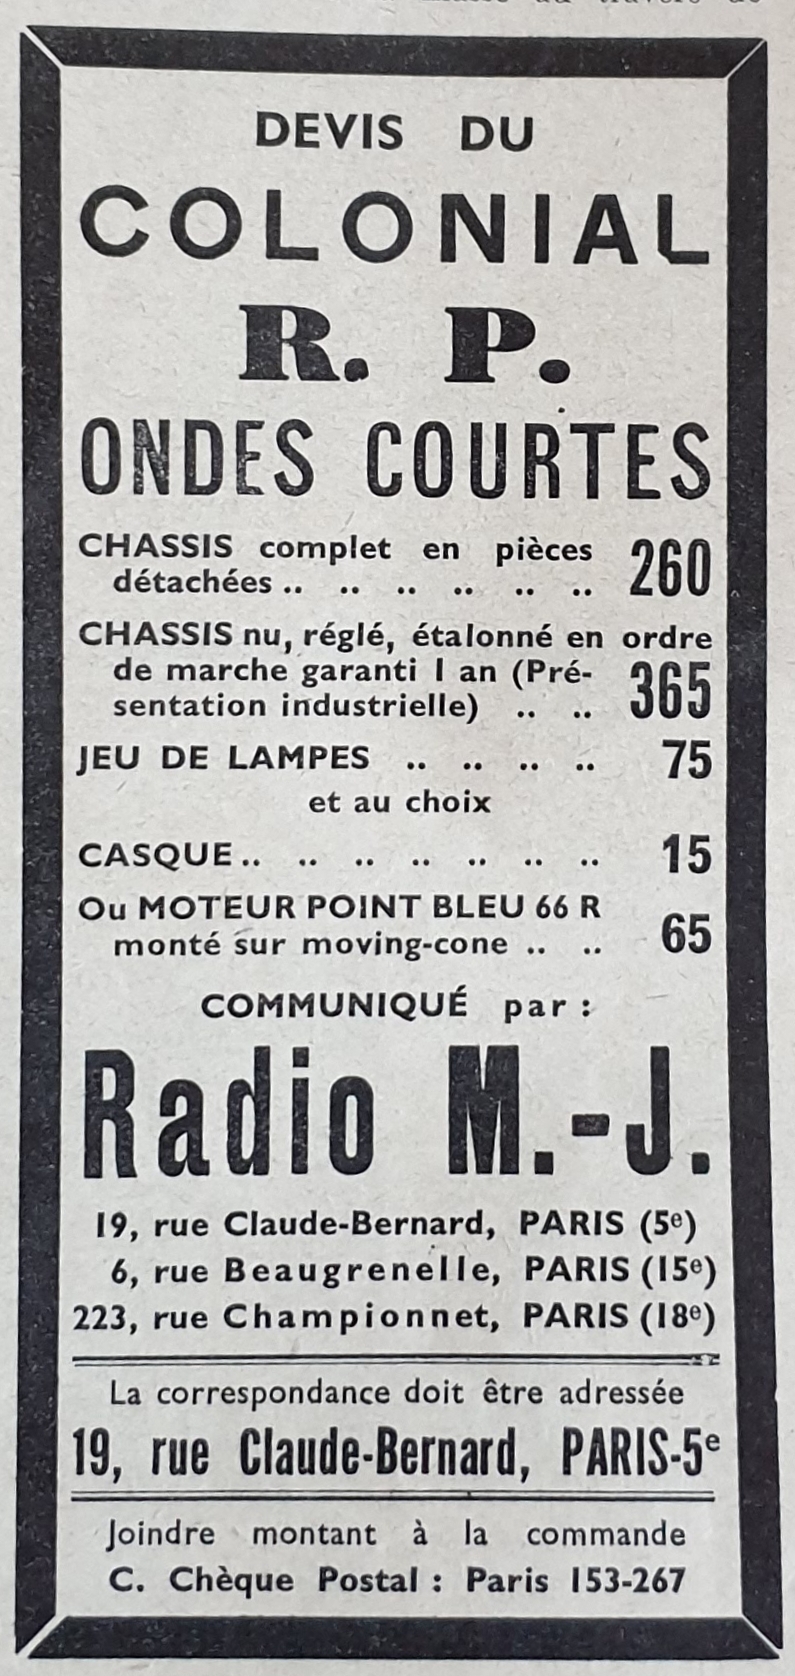 DEVIS DU
COLONIAL
R. P.
ONDES COURTES
CHASSIS complet en pièces
détachées .. .. .. .. .. .. 260
CHASSIS nu, réglé, étalonné en ordre
de marche garanti 1 an (Pré-
sentation industrielle) .. .. 365
JEU DE LAMPES .. .. .. .. 75
et au choix
CASQUE .. .. .. .. .. .. .. 15
Ou MOTEUR POINT BLEU 66 R
monté sur moving-cone .. .. 65
COMMUNIQUÉ par :
Radio M.-J.
19, rue Claude-Bernard, PARIS (5e)
6, rue Beaugrenelle, PARIS (15e)
223, rue Championnet, PARIS (18e)
La correspondance doit être adressée
19, rue Claude-Bernard, PARIS-5e
Joindre montant à la commande
C. Chèque Postal : Paris 153-267